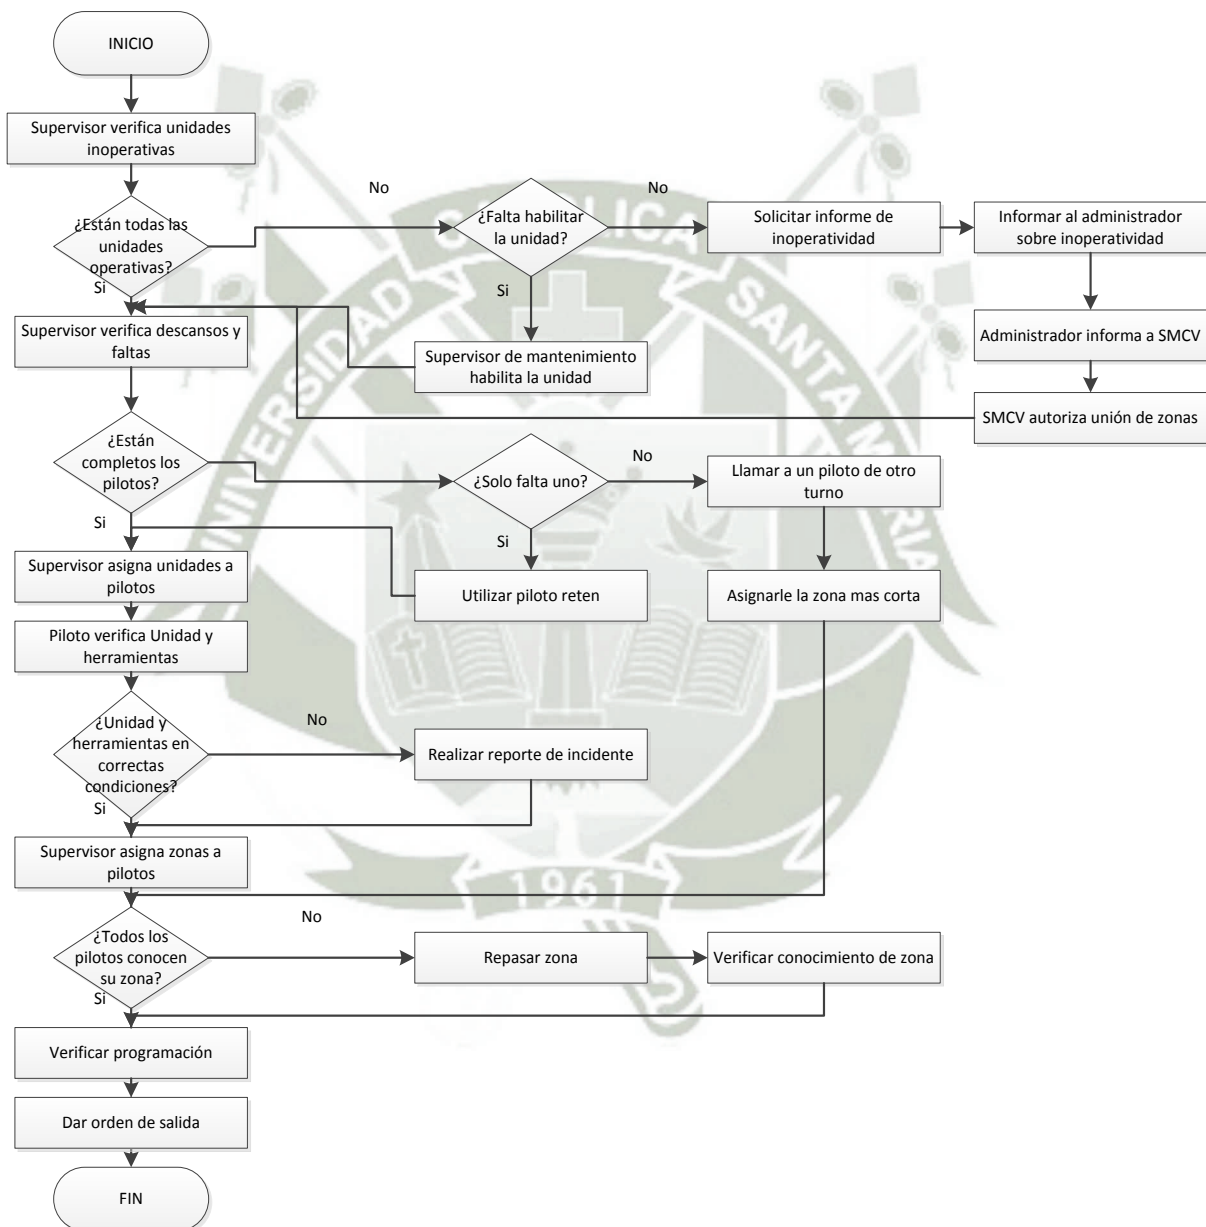 INICIO
Supervisor verifica unidades
inoperativas
¿Están todas las
unidades
operativas?
No
Si
¿Falta habilitar
la unidad?
No
Si
Solicitar informe de
inoperatividad
Informar al administrador
sobre inoperatividad
Supervisor de mantenimiento
habilita la unidad
Administrador informa a SMCV
SMCV autoriza unión de zonas
Supervisor verifica descansos y
faltas
¿Están
completos los
pilotos?
Si
¿Solo falta uno?
No
Si
Llamar a un piloto de otro
turno
Utilizar piloto reten
Asignarle la zona mas corta
Supervisor asigna unidades a
pilotos
Piloto verifica Unidad y
herramientas
¿Unidad y
herramientas en
correctas
condiciones?
No
Si
Realizar reporte de incidente
Supervisor asigna zonas a
pilotos
¿Todos los
pilotos conocen
su zona?
No
Si
Repasar zona
Verificar conocimiento de zona
Verificar programación
Dar orden de salida
FIN
UNIVERSIDAD
CATOLICA
SANTA MARIA
1961